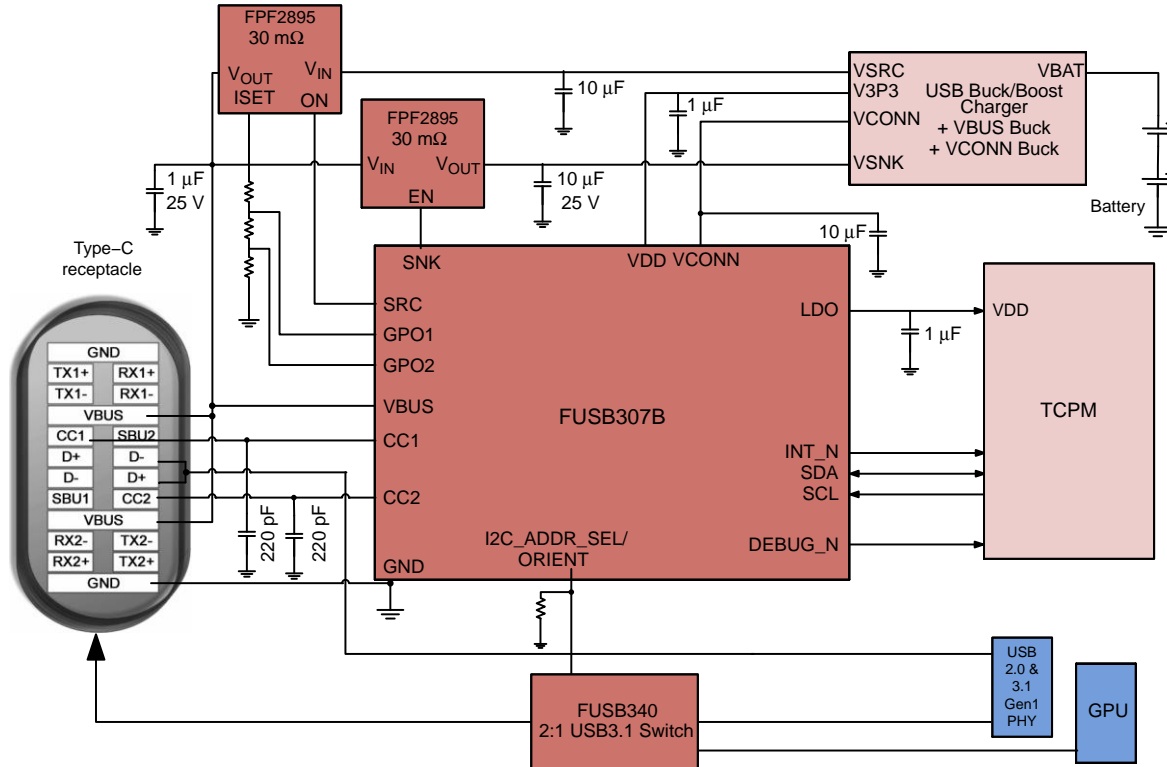 FPF2895
30 mΩ
VOUT
VIN
ISET
ON
FPF2895
30 mΩ
VIN
VOUT
EN
10 μF
1 μF
VSRC
VBAT
V3P3
USB Buck/Boost
Charger
VCONN
+ VBUS Buck
+ VCONN Buck
VSNK
1 μF
25 V
10 μF
25 V
Battery
10 μF
Type−C
receptacle
GND
TX1+
RX1+
TX1-
RX1-
VBUS
CC1
SBU2
D+
D-
D-
D+
SBU1
CC2
VBUS
RX2-
TX2-
RX2+
TX2+
GND
220 pF
220 pF
SNK
VDD
VCONN
SRC
LDO
GPO1
GPO2
VBUS
FUSB307B
CC1
INT_N
SDA
CC2
SCL
I2C_ADDR_SEL/
ORIENT
DEBUG_N
GND
1 μF
VDD
TCPM
FUSB340
2:1 USB3.1 Switch
USB
2.0 &
3.1
Gen1
PHY
GPU